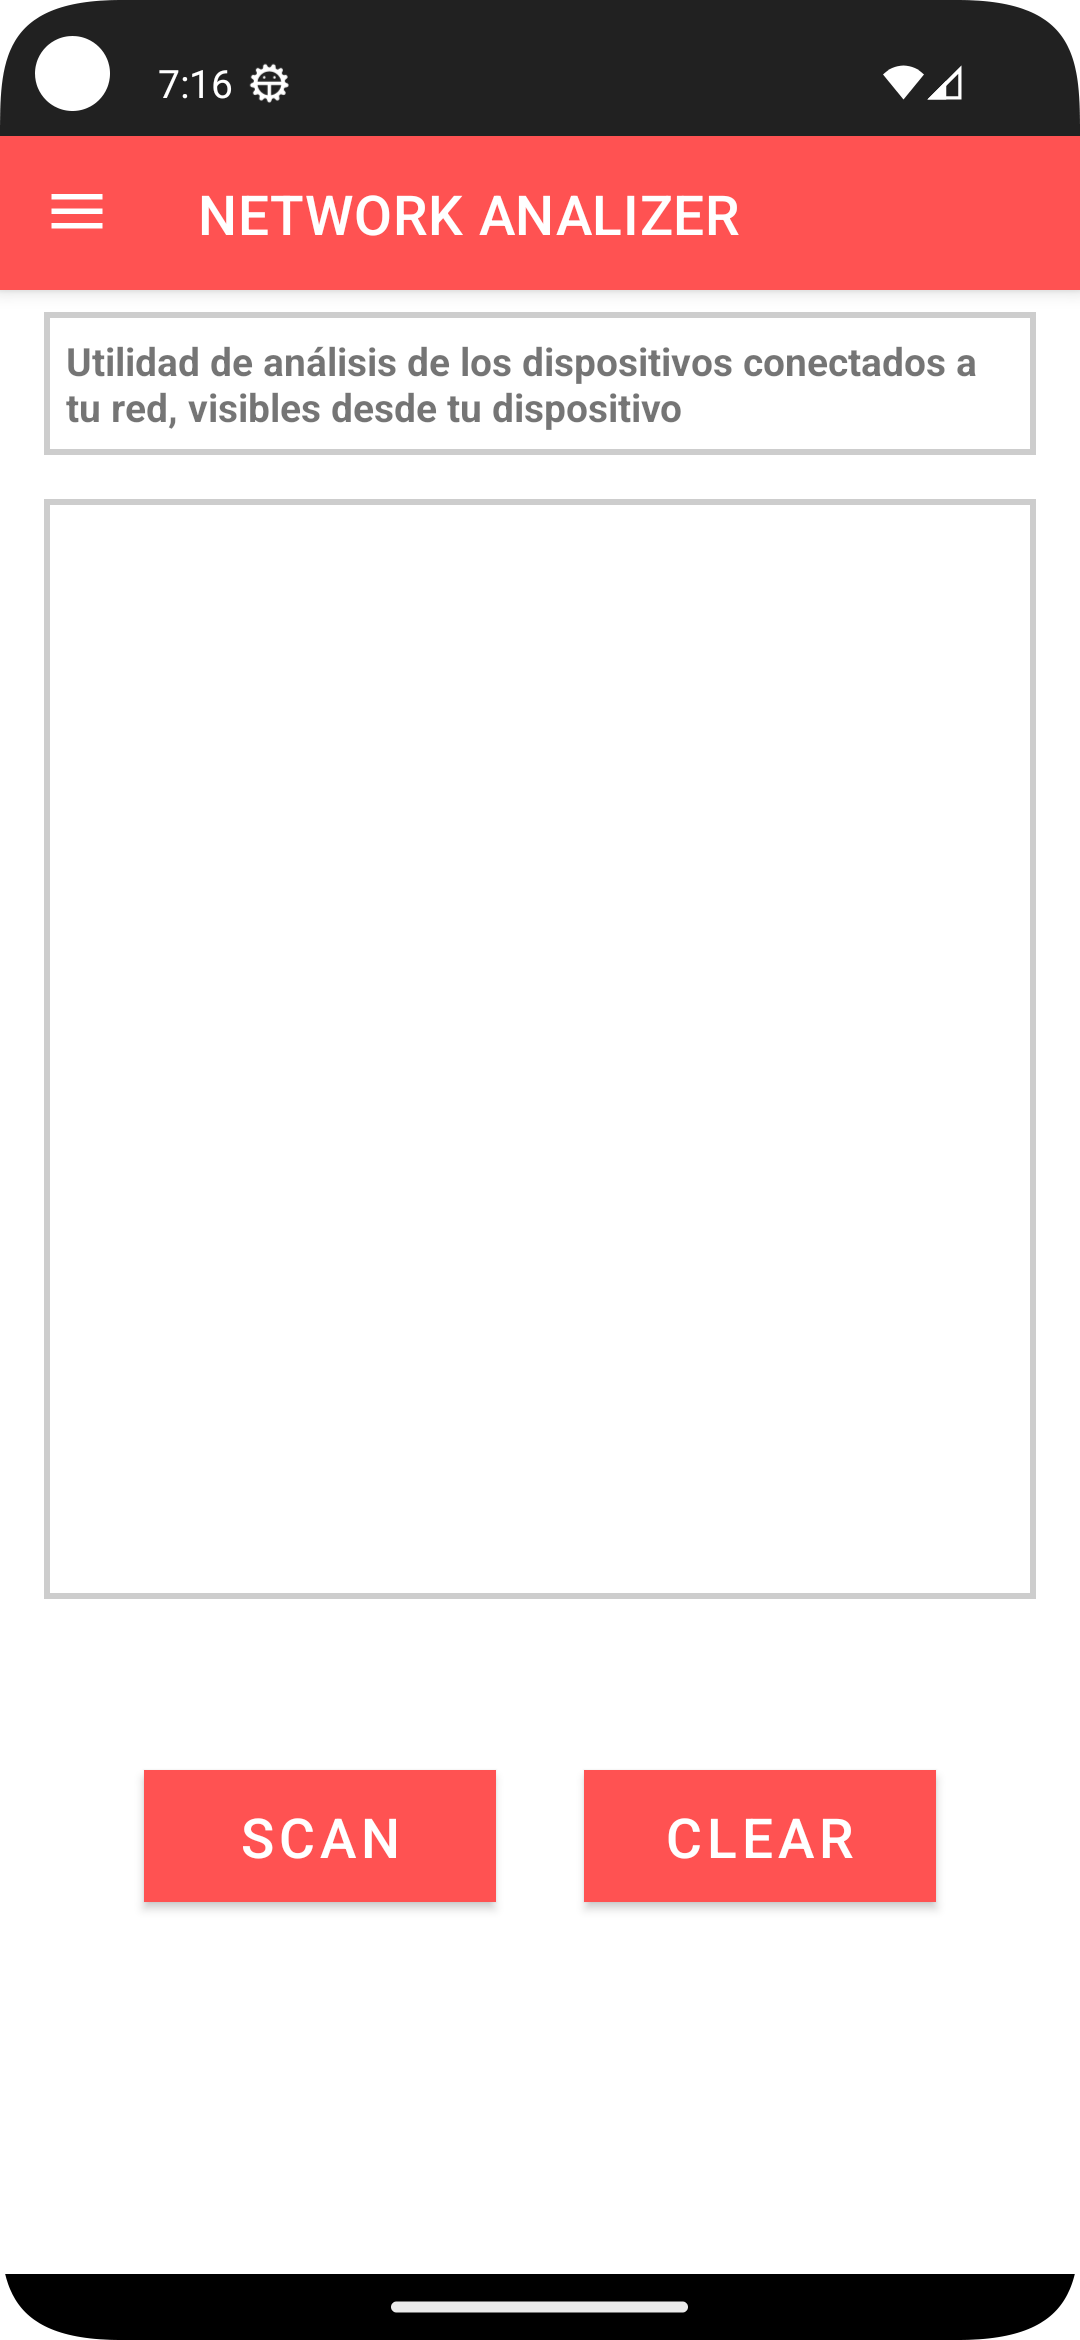 7:16
NETWORK ANALIZER
Utilidad de análisis de los dispositivos conectados a
tu red, visibles desde tu dispositivo
SCAN
CLEAR